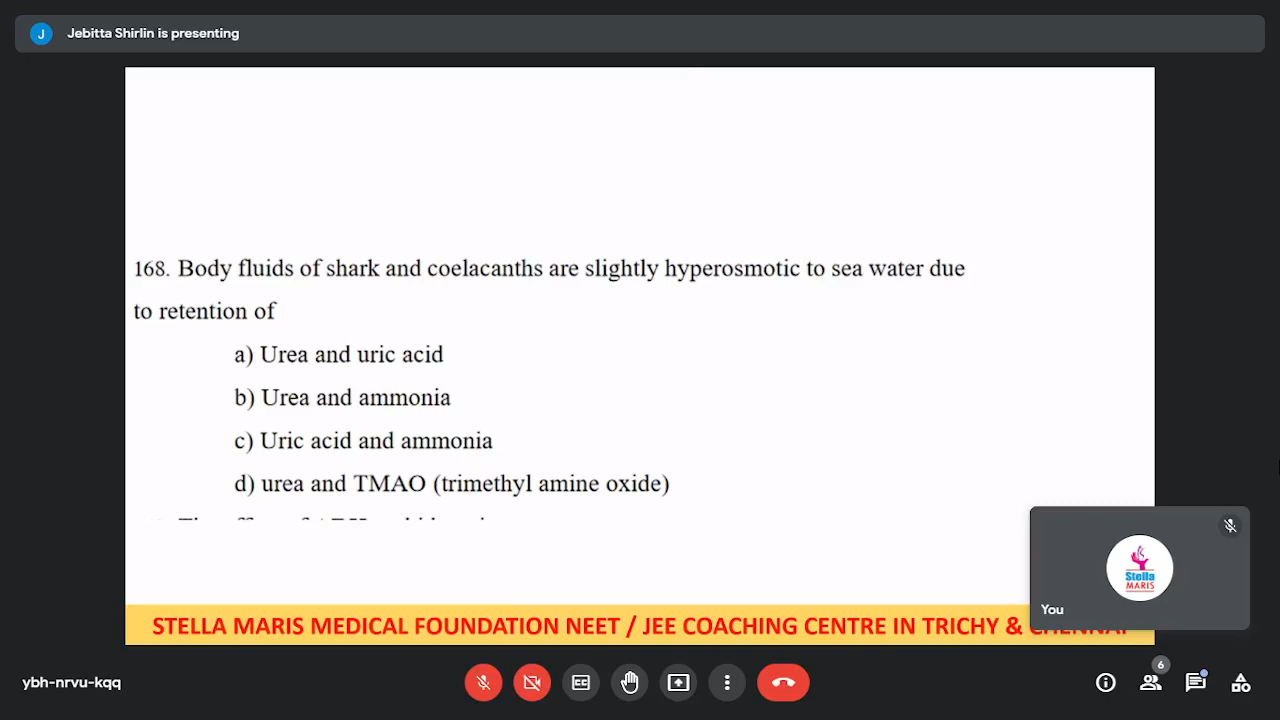 J Jebitta Shirlin is presenting
168. Body fluids of shark and coelacanths are slightly hyperosmotic to sea water due
to retention of
a) Urea and uric acid
b) Urea and ammonia
c) Uric acid and ammonia
d) urea and TMAO (trimethyl amine oxide)
Stella
MARIS
You
STELLA MARIS MEDICAL FOUNDATION NEET / JEE COACHING CENTRE IN TRICHY &
6
ybh-nrvu-kqq
CC